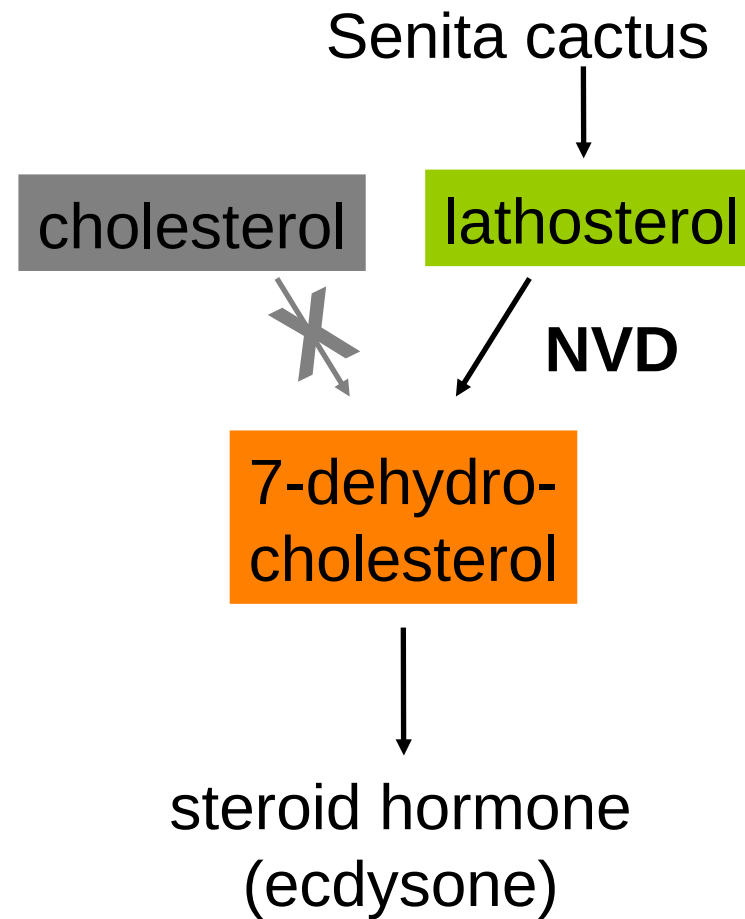 Senita cactus
cholesterol
lathosterol
X
NVD
7-dehydro-
cholesterol
steroid hormone
(ecdysone)